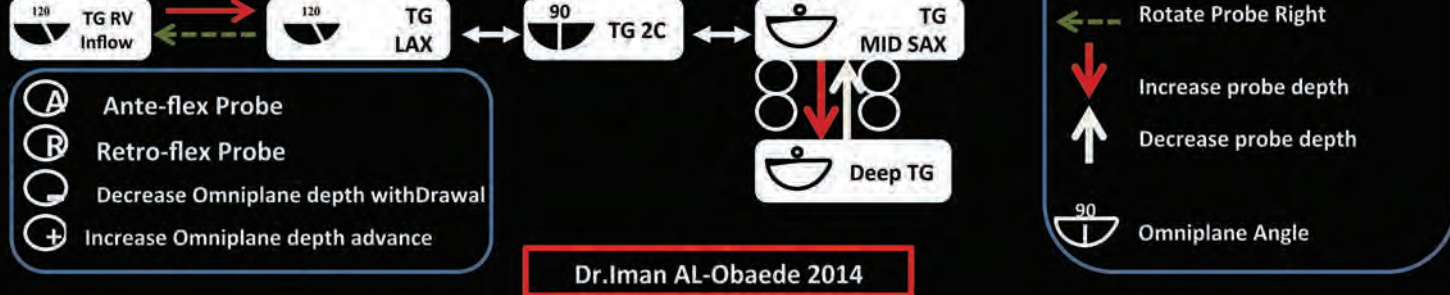 120
TG RV
Inflow
120
TG
LAX
90
TG 2C
TG
MID SAX
Deep TG
A
Ante-flex Probe
R
Retro-flex Probe
-
Decrease Omniplane depth withDrawal
+
Increase Omniplane depth advance
Rotate Probe Right
Increase probe depth
Decrease probe depth
90
Omniplane Angle
Dr.Iman AL-Obaede 2014